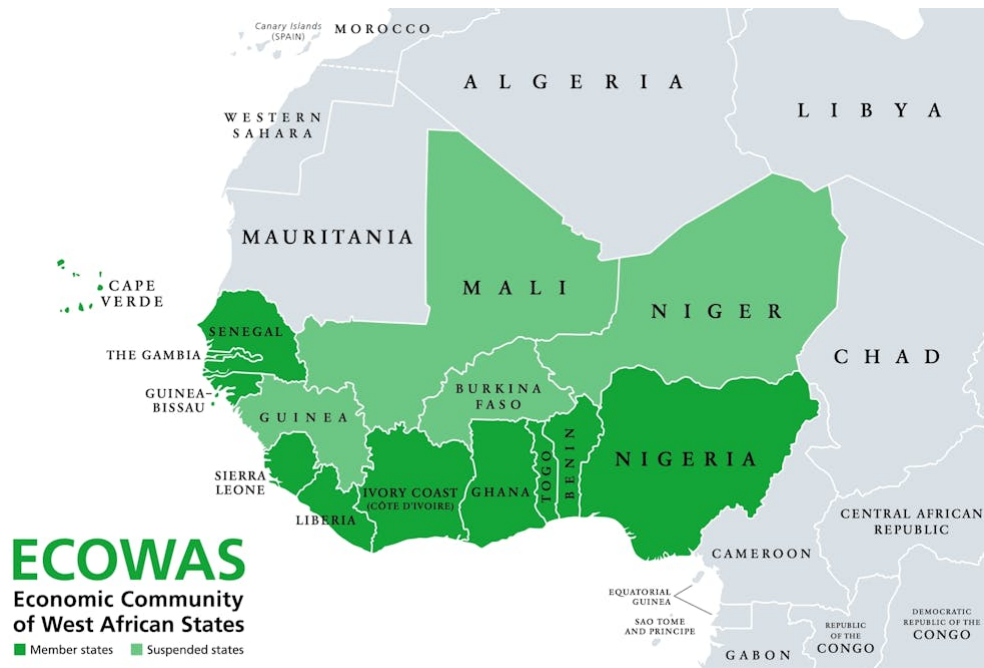 Canary Islands
(SPAIN)
MOROCCO
ALGERIA
LIBYA
WESTERN
SAHARA
MAURITANIA
CAPE
VERDE
MALI
NIGER
CHAD
SENEGAL
THE GAMBIA
GUINEA-
BISSAU
GUINEA
BURKINA
FASO
SIERRA
LEONE
LIBERIA
IVORY COAST
(CÔTE D'IVOIRE)
GHANA
TOGO
BENIN
NIGERIA
CENTRAL AFRICAN
REPUBLIC
CAMEROON
EQUATORIAL
GUINEA
SAO TOME
AND PRINCIPE
GABON
REPUBLIC
OF THE
CONGO
DEMOCRATIC
REPUBLIC OF THE
CONGO
ECOWAS
Economic Community
of West African States
Member states
Suspended states